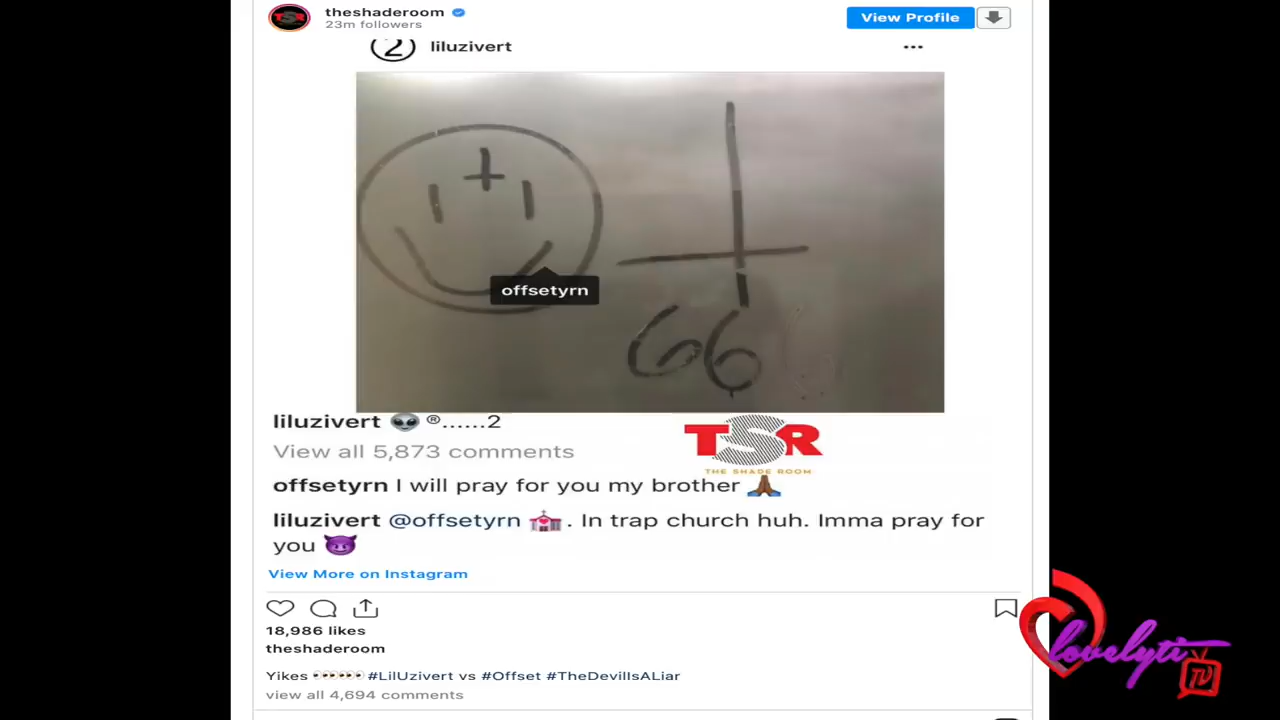 TSR
theshaderoom
23m followers
View Profile
2 liluzivert
offsetyrn
666
liluzivert 👽 ®......2
View all 5,873 comments
TSR
THE SHADE ROOM
offsetyrn I will pray for you my brother 🙏🏾
liluzivert @offsetyrn 💒. In trap church huh. Imma pray for
you 😈
View More on Instagram
18,986 likes
theshaderoom
Yikes 👀👀👀 #LilUzivert vs #Offset #TheDevilIsALiar
view all 4,694 comments
lovelyti
TV